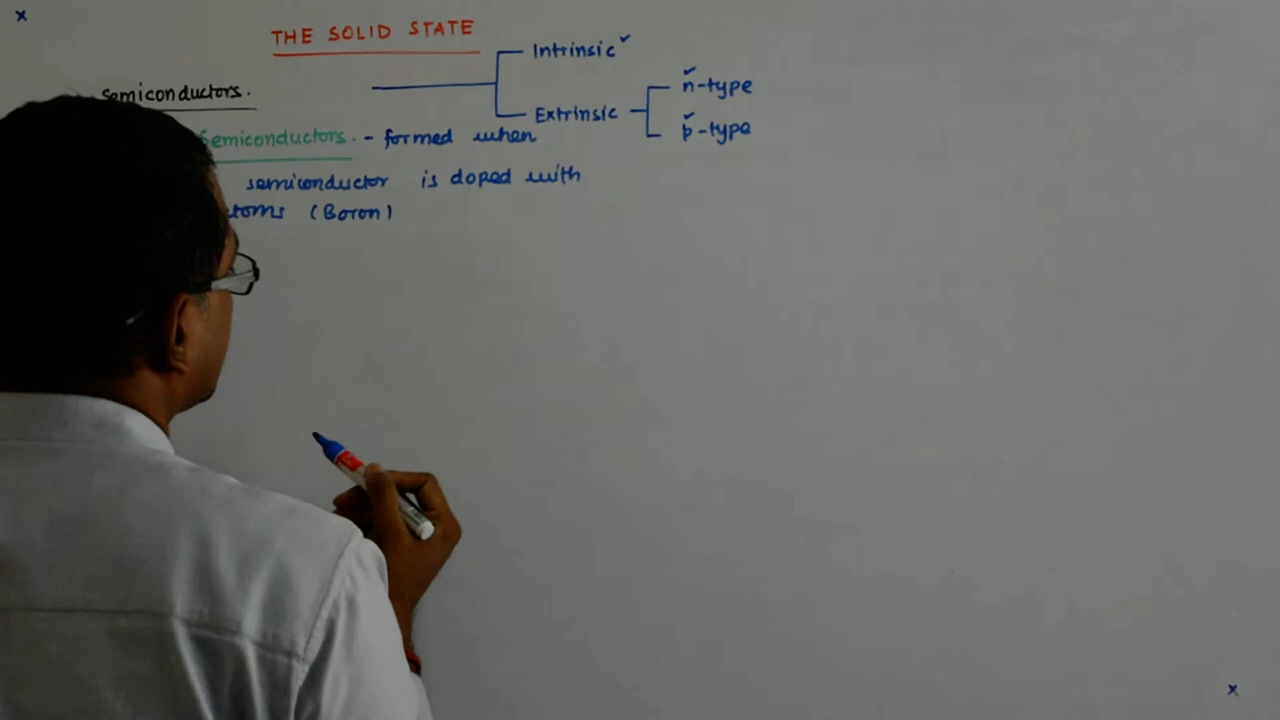 THE SOLID STATE
Intrinsic ✓
Semiconductors.
n-type
Extrinsic
p-type
Semiconductors. - formed when
semiconductor is doped with
(Boron)